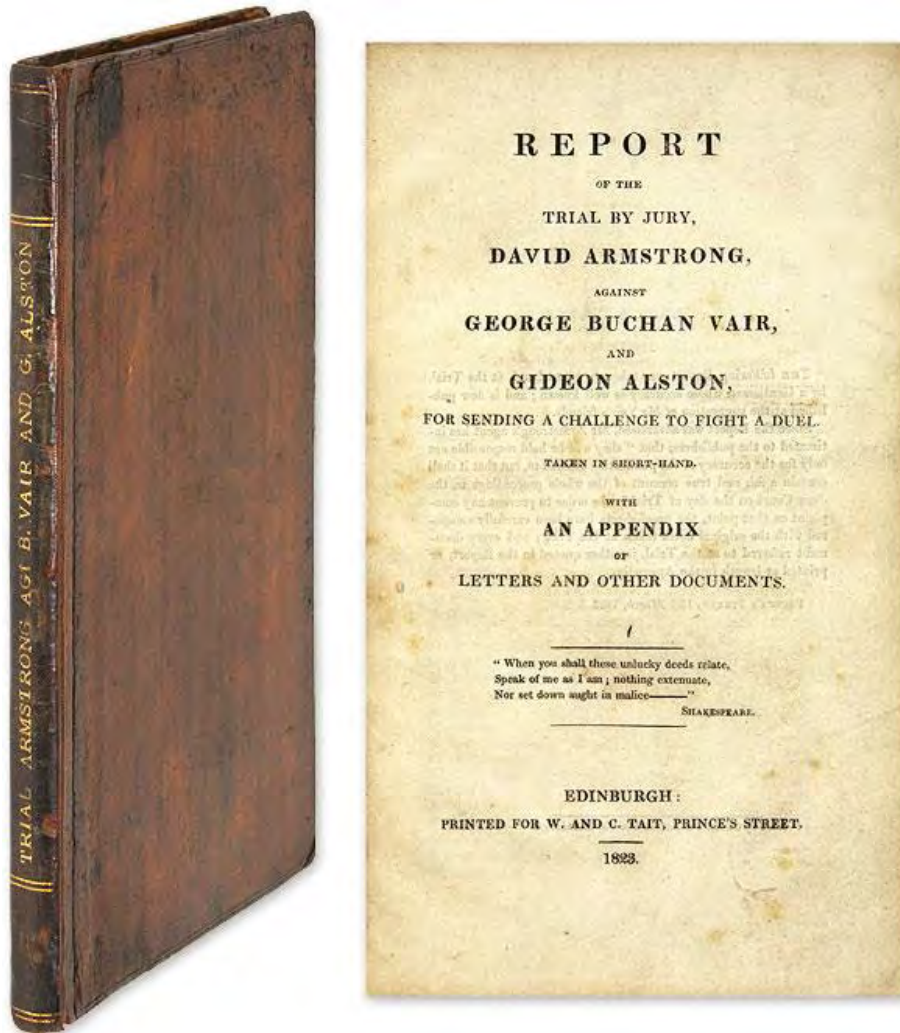 TRIAL ARMSTRONG AGT B. VAIR AND G. ALSTON
REPORT
OF THE
TRIAL BY JURY,
DAVID ARMSTRONG,
AGAINST
GEORGE BUCHAN VAIR,
AND
GIDEON ALSTON,
FOR SENDING A CHALLENGE TO FIGHT A DUEL.
TAKEN IN SHORT-HAND.
WITH
AN APPENDIX
OF
LETTERS AND OTHER DOCUMENTS.
" When you shall these unlucky deeds relate,
Speak of me as I am ; nothing extenuate,
Nor set down aught in malice——"
SHAKESPEARE.
EDINBURGH :
PRINTED FOR W. AND C. TAIT, PRINCE'S STREET.
1823.